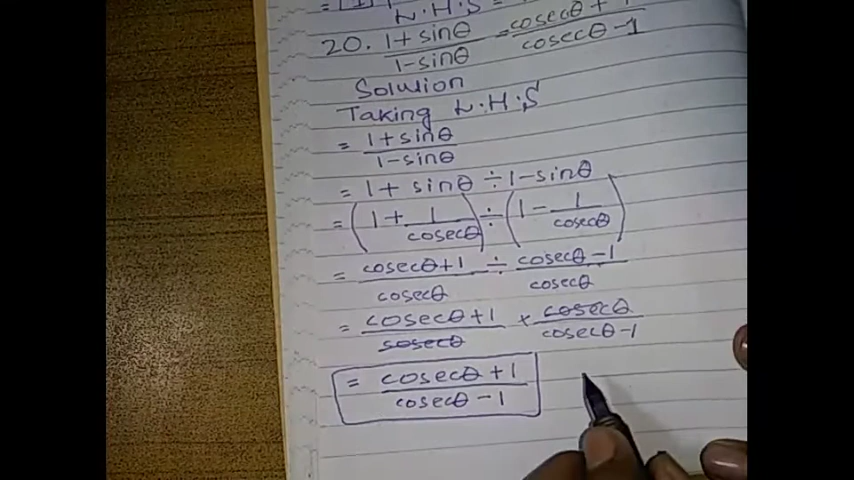 L.H.S =
20. 1+sinθ / 1-sinθ = cosecθ+1 / cosecθ-1
Solution
Taking L.H.S
= 1+sinθ / 1-sinθ
= 1+ sinθ ÷ 1-sinθ
= (1+ 1/cosecθ) ÷ (1- 1/cosecθ)
= cosecθ+1 / cosecθ ÷ cosecθ-1 / cosecθ
= cosecθ+1 / cosecθ × cosecθ / cosecθ-1
= cosecθ+1 / cosecθ-1